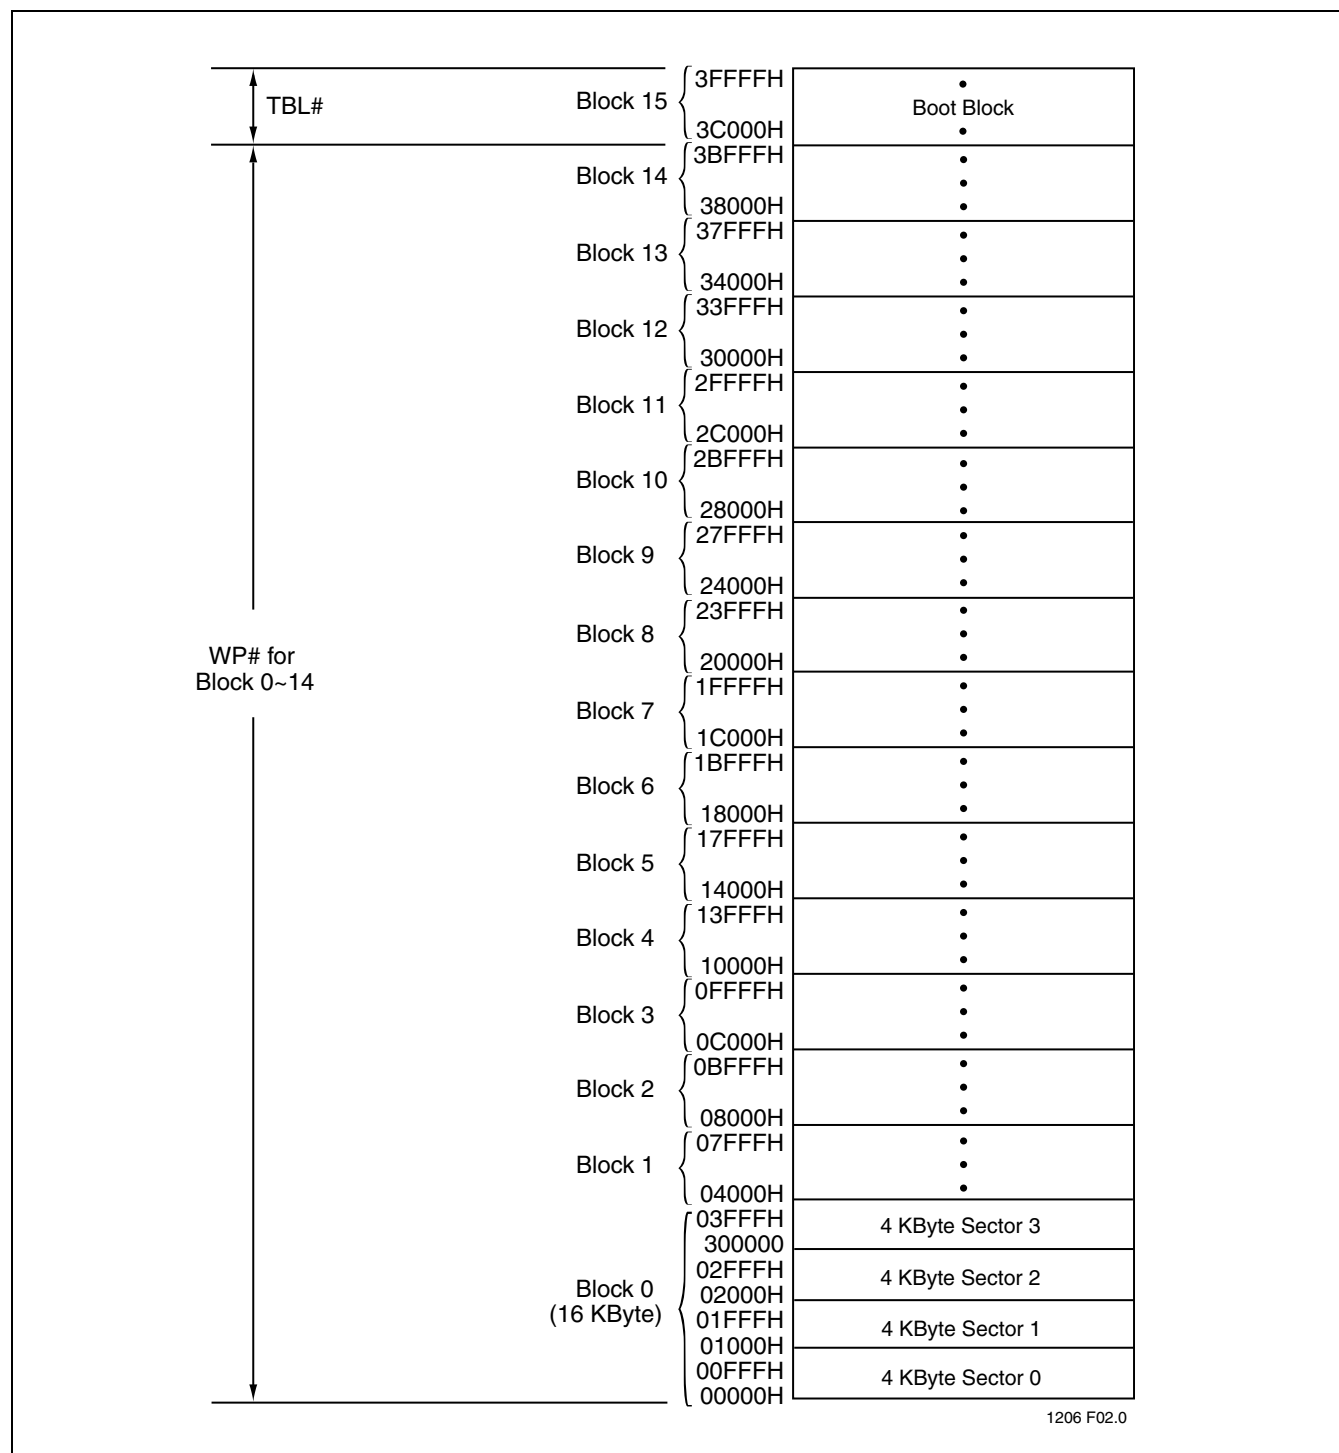 3FFFFH
TBL#
Block 15
Boot Block
3C000H
3BFFFH
Block 14
38000H
37FFFH
Block 13
34000H
33FFFH
Block 12
30000H
2FFFFH
Block 11
2C000H
2BFFFH
Block 10
28000H
27FFFH
Block 9
24000H
23FFFH
Block 8
WP# for
Block 0~14
20000H
1FFFFH
Block 7
1C000H
1BFFFH
Block 6
18000H
17FFFH
Block 5
14000H
13FFFH
Block 4
10000H
0FFFFH
Block 3
0C000H
0BFFFH
Block 2
08000H
07FFFH
Block 1
04000H
03FFFH
4 KByte Sector 3
300000
02FFFH
4 KByte Sector 2
Block 0
(16 KByte)
02000H
01FFFH
4 KByte Sector 1
01000H
00FFFH
4 KByte Sector 0
00000H
1206 F02.0